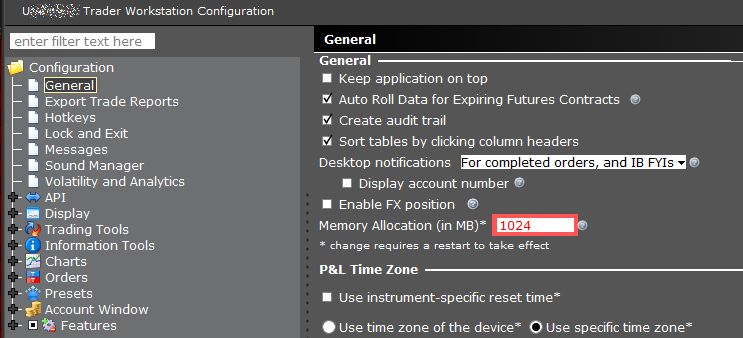 U Trader Workstation Configuration
enter filter text here
Configuration
General
Export Trade Reports
Hotkeys
Lock and Exit
Messages
Sound Manager
Volatility and Analytics
API
Display
Trading Tools
Information Tools
Charts
Orders
Presets
Account Window
Features
General
General
Keep application on top
Auto Roll Data for Expiring Futures Contracts
Create audit trail
Sort tables by clicking column headers
Desktop notifications For completed orders, and IB FYIs
Display account number
Enable FX position
Memory Allocation (in MB)* 1024
* change requires a restart to take effect
P&L Time Zone
Use instrument-specific reset time*
Use time zone of the device* Use specific time zone*